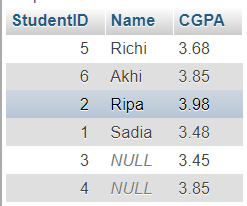 StudentID Name CGPA
5 Richi 3.68
6 Akhi 3.85
2 Ripa 3.98
1 Sadia 3.48
3 NULL 3.45
4 NULL 3.85